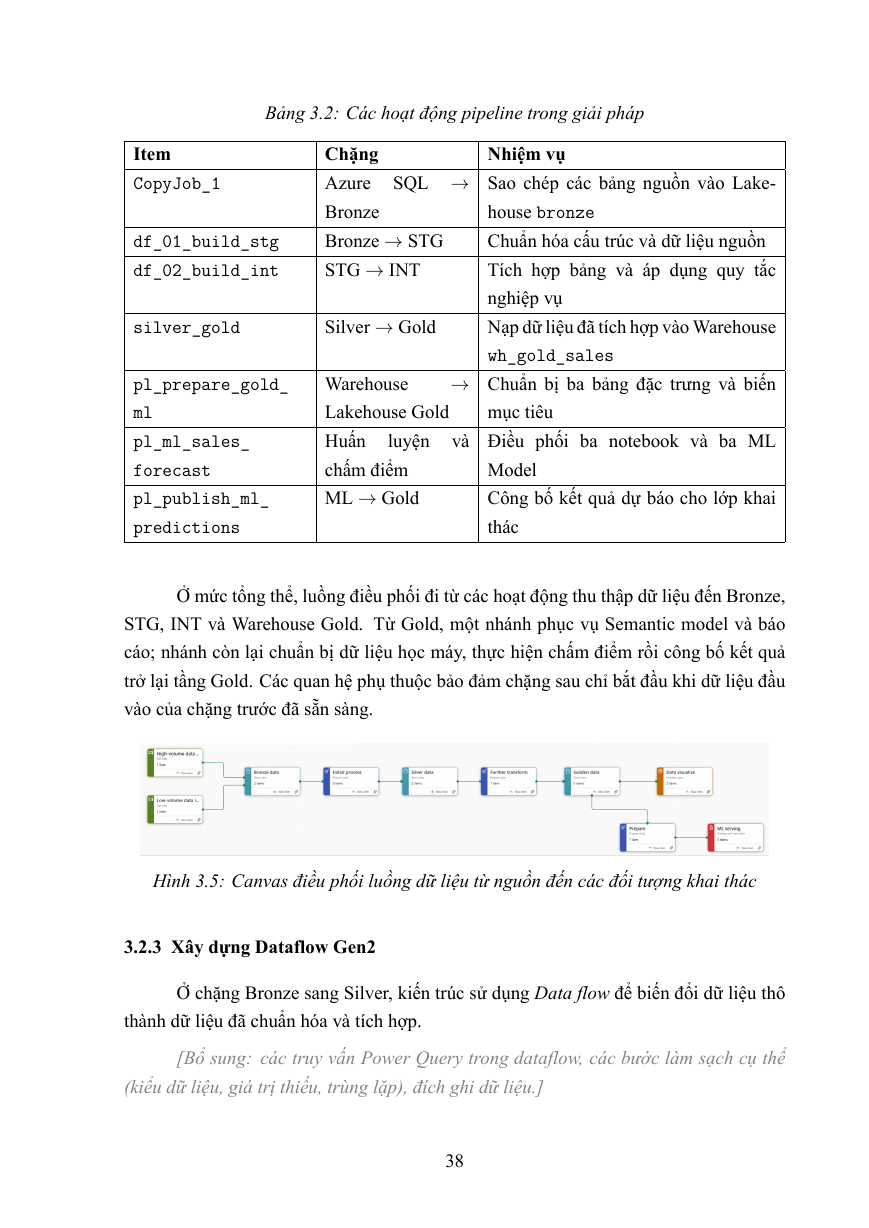 Bảng 3.2: Các hoạt động pipeline trong giải pháp
Item Chặng Nhiệm vụ
CopyJob_1 Azure SQL → Sao chép các bảng nguồn vào Lake-
Bronze house bronze
df_01_build_stg Bronze → STG Chuẩn hóa cấu trúc và dữ liệu nguồn
df_02_build_int STG → INT Tích hợp bảng và áp dụng quy tắc
nghiệp vụ
silver_gold Silver → Gold Nạp dữ liệu đã tích hợp vào Warehouse
wh_gold_sales
pl_prepare_gold_ Warehouse → Chuẩn bị ba bảng đặc trưng và biến
ml Lakehouse Gold mục tiêu
pl_ml_sales_ Huấn luyện và Điều phối ba notebook và ba ML
forecast chấm điểm Model
pl_publish_ml_ ML → Gold Công bố kết quả dự báo cho lớp khai
predictions thác
Ở mức tổng thể, luồng điều phối đi từ các hoạt động thu thập dữ liệu đến Bronze,
STG, INT và Warehouse Gold. Từ Gold, một nhánh phục vụ Semantic model và báo
cáo; nhánh còn lại chuẩn bị dữ liệu học máy, thực hiện chấm điểm rồi công bố kết quả
trở lại tầng Gold. Các quan hệ phụ thuộc bảo đảm chặng sau chỉ bắt đầu khi dữ liệu đầu
vào của chặng trước đã sẵn sàng.
High-volume data ...
Low-volume data i...
Bronze data
Initial process
Silver data
Further transform
Golden data
Data visualize
Prepare
ML serving
Hình 3.5: Canvas điều phối luồng dữ liệu từ nguồn đến các đối tượng khai thác
3.2.3 Xây dựng Dataflow Gen2
Ở chặng Bronze sang Silver, kiến trúc sử dụng Data flow để biến đổi dữ liệu thô
thành dữ liệu đã chuẩn hóa và tích hợp.
[Bổ sung: các truy vấn Power Query trong dataflow, các bước làm sạch cụ thể
(kiểu dữ liệu, giá trị thiếu, trùng lặp), đích ghi dữ liệu.]
38